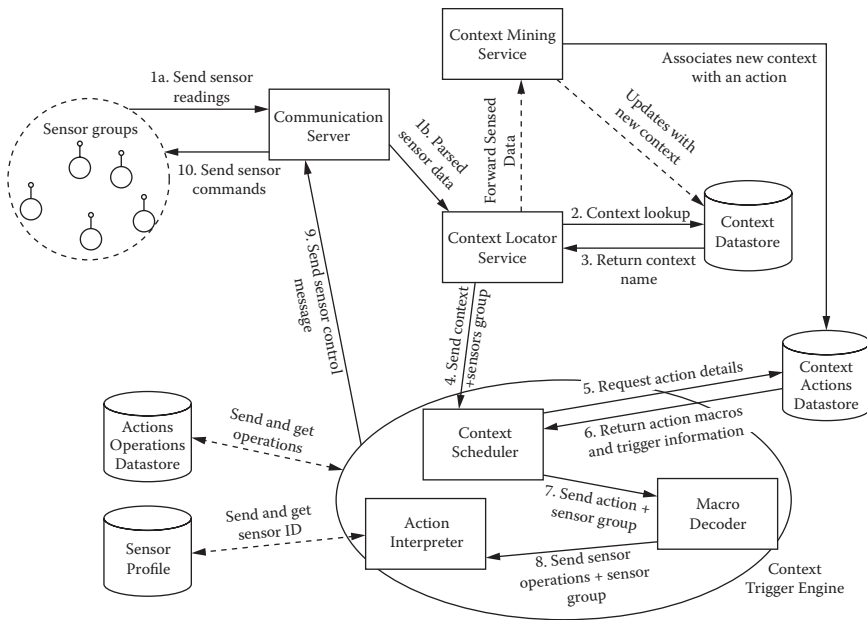 Context Mining
Service
Associates new context
with an action
1a. Send sensor
readings
Communication
Server
Sensor groups
10. Send sensor
commands
1b. Parsed
sensor data
Forward Sensed
Data
Updates with
new context
Context Locator
Service
2. Context lookup
3. Return context
name
Context
Datastore
9. Send sensor control
message
4. Send context
+sensors group
5. Request action details
6. Return action macros
and trigger information
Context
Actions
Datastore
Actions
Operations
Datastore
Send and get
operations
Context
Scheduler
7. Send action +
sensor group
Macro
Decoder
Sensor
Profile
Send and get
sensor ID
Action
Interpreter
8. Send sensor
operations + sensor
group
Context
Trigger Engine